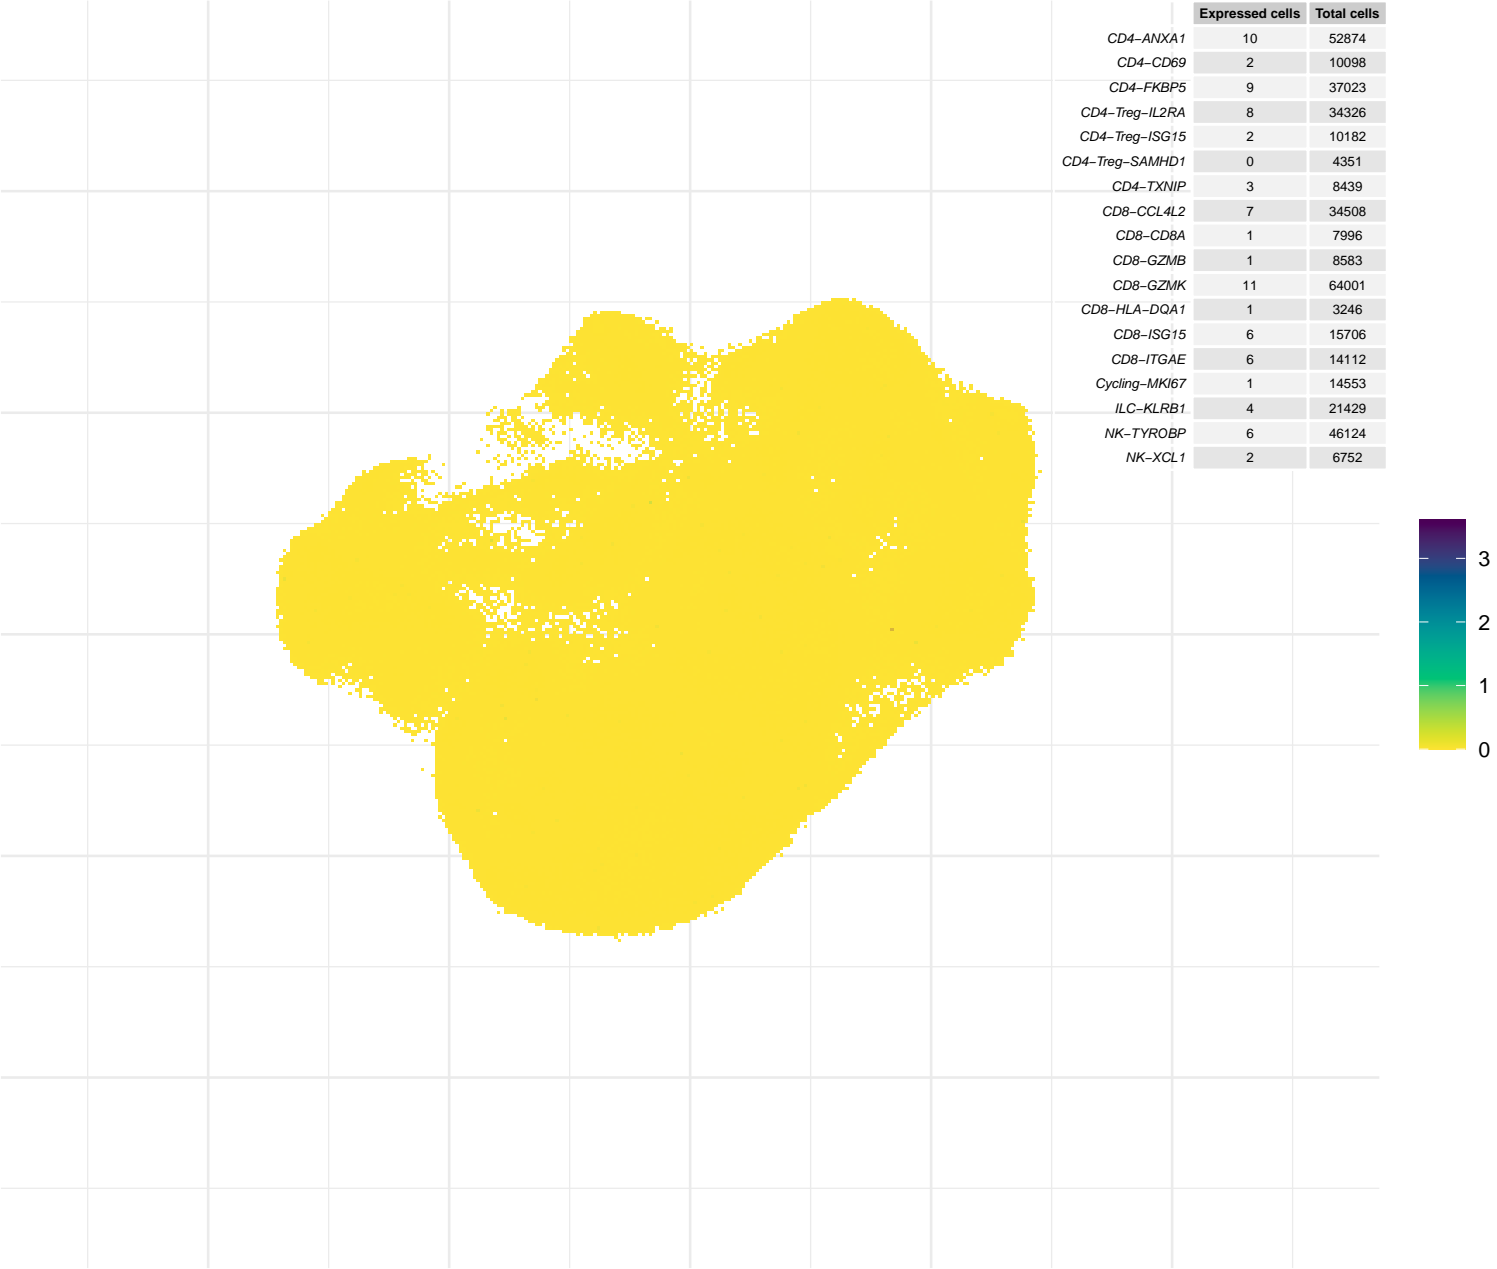 Expressed cells Total cells
CD4−ANXA1 10 52874
CD4−CD69 2 10098
CD4−FKBP5 9 37023
CD4−Treg−IL2RA 8 34326
CD4−Treg−ISG15 2 10182
CD4−Treg−SAMHD1 0 4351
CD4−TXNIP 3 8439
CD8−CCL4L2 7 34508
CD8−CD8A 1 7996
CD8−GZMB 1 8583
CD8−GZMK 11 64001
CD8−HLA−DQA1 1 3246
CD8−ISG15 6 15706
CD8−ITGAE 6 14112
Cycling−MKI67 1 14553
ILC−KLRB1 4 21429
NK−TYROBP 6 46124
NK−XCL1 2 6752
3
2
1
0